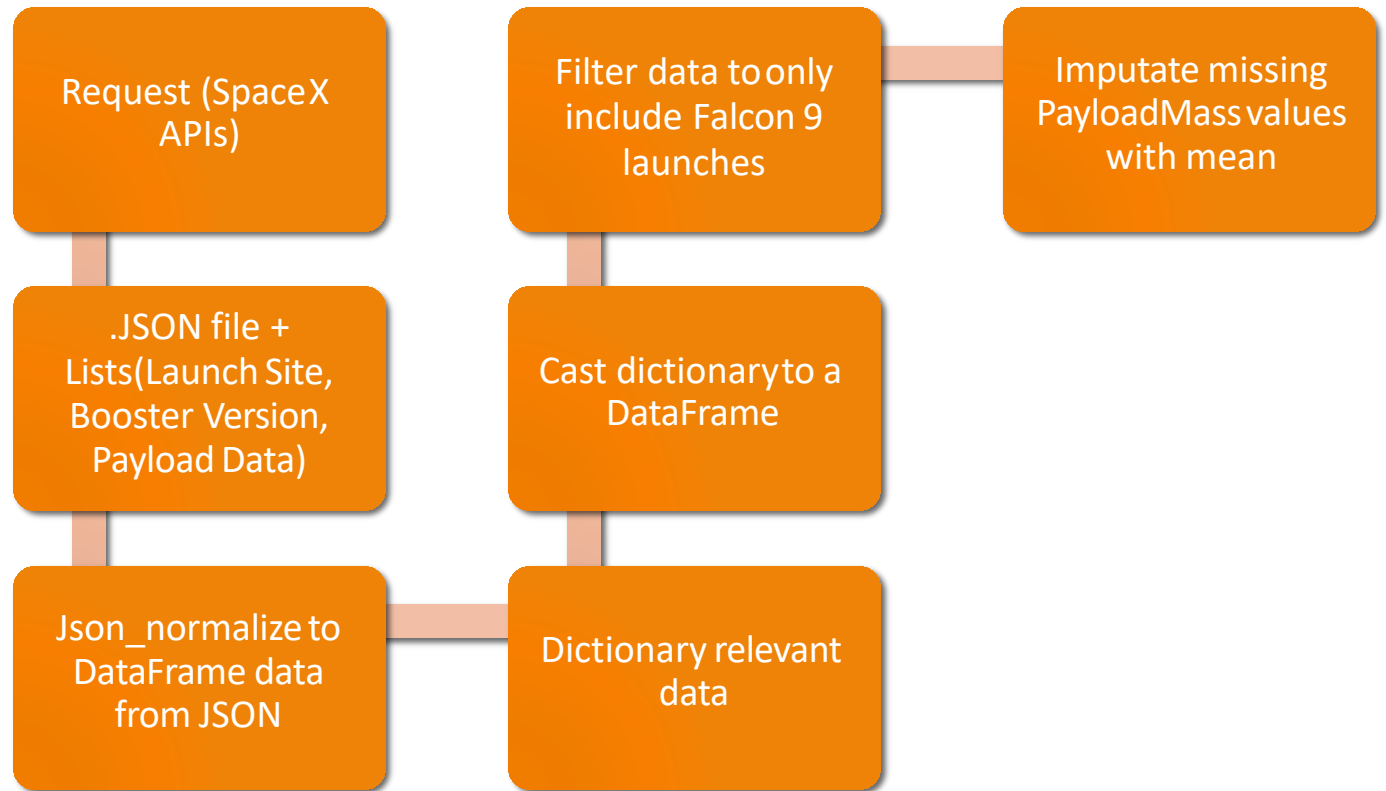 Request (SpaceX
APIs)
.JSON file +
Lists(Launch Site,
Booster Version,
Payload Data)
Json_normalize to
DataFrame data
from JSON
Dictionary relevant
data
Cast dictionary to a
DataFrame
Filter data to only
include Falcon 9
launches
Imputate missing
PayloadMass values
with mean